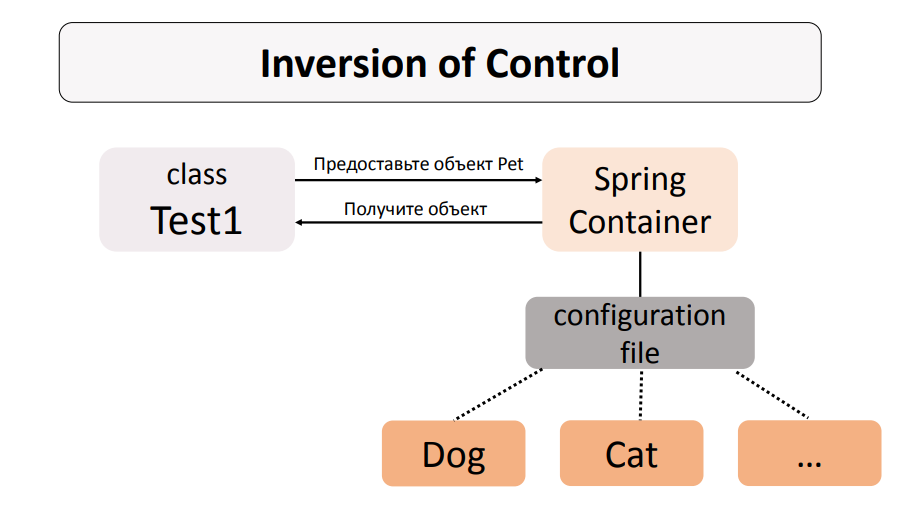 Inversion of Control
class
Test1
Предоставьте объект Pet
Получите объект
Spring
Container
configuration
file
Dog
Cat
...